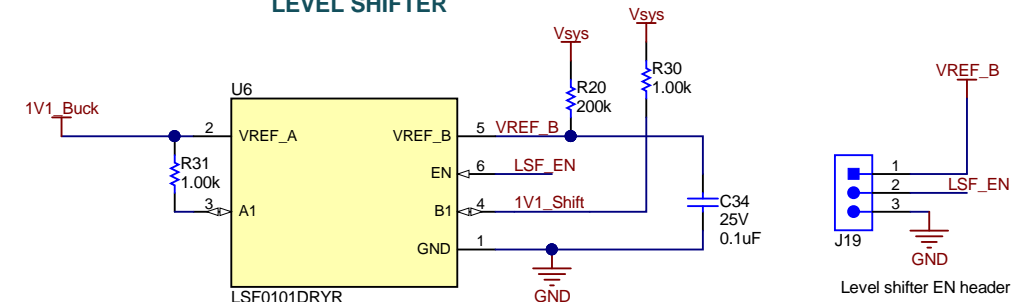 LEVEL SHIFTER
Vsys
Vsys
U6
R20
200k
R30
1.00k
VREF_B
1V1_Buck
2
VREF_A
VREF_B
5
VREF_B
R31
1.00k
EN
6
LSF_EN
3
A1
B1
4
1V1_Shift
C34
25V
0.1uF
GND
1
LSF0101DRYR
GND
1
2
LSF_EN
3
J19
GND
Level shifter EN header